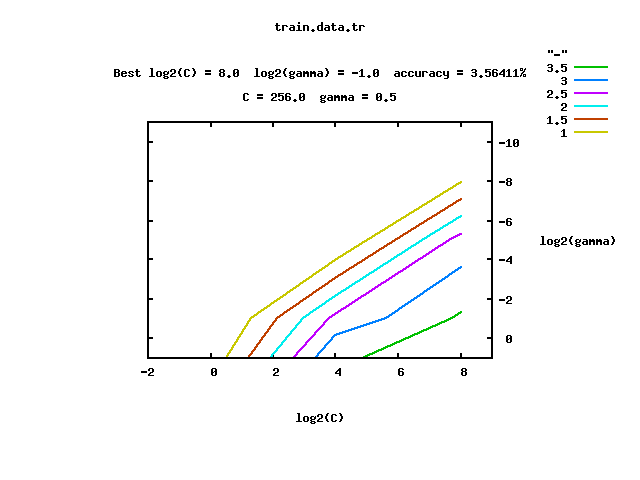 train.data.tr
Best log2(C) = 8.0  log2(gamma) = -1.0  accuracy = 3.56411%
C = 256.0  gamma = 0.5
"-"
3.5
3
2.5
2
1.5
1
-10
-8
-6
log2(gamma)
-4
-2
0
-2 0 2 4 6 8
log2(C)